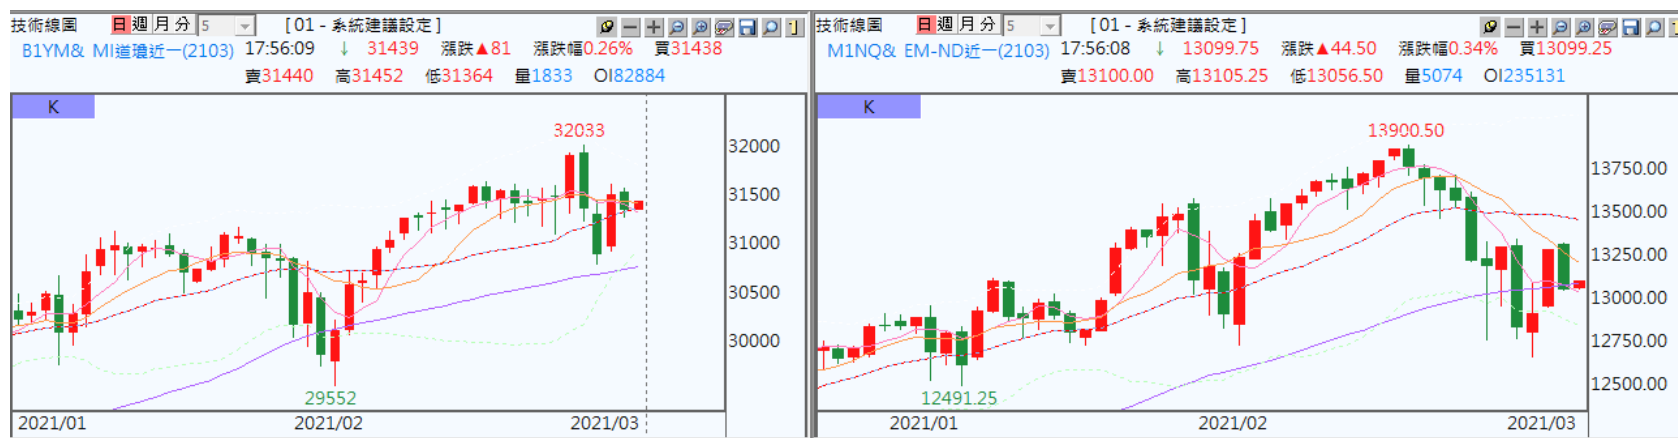 技術線圖 日 週 月 分 5 [ 01 - 系統建議設定 ]
B1YM& MI道瓊近一(2103) 17:56:09 ↓ 31439 漲跌▲81 漲跌幅0.26% 買31438
賣31440 高31452 低31364 量1833 OI82884
K
32033
32000
31500
31000
30500
30000
29552
2021/01 2021/02 2021/03
技術線圖 日 週 月 分 5 [ 01 - 系統建議設定 ]
M1NQ& EM-ND近一(2103) 17:56:08 ↓ 13099.75 漲跌▲44.50 漲跌幅0.34% 買13099.25
賣13100.00 高13105.25 低13056.50 量5074 OI235131
K
13900.50
13750.00
13500.00
13250.00
13000.00
12750.00
12500.00
12491.25
2021/01 2021/02 2021/03